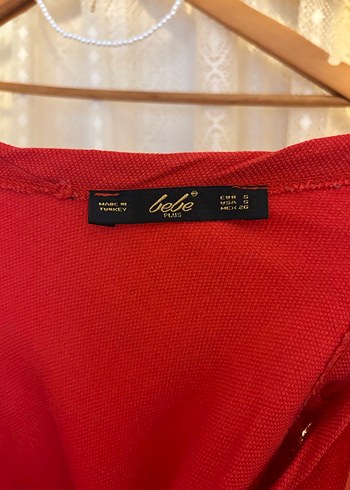 MADE IN
TURKEY
bebe
PLUS
EUR S
USA S
MEX 26